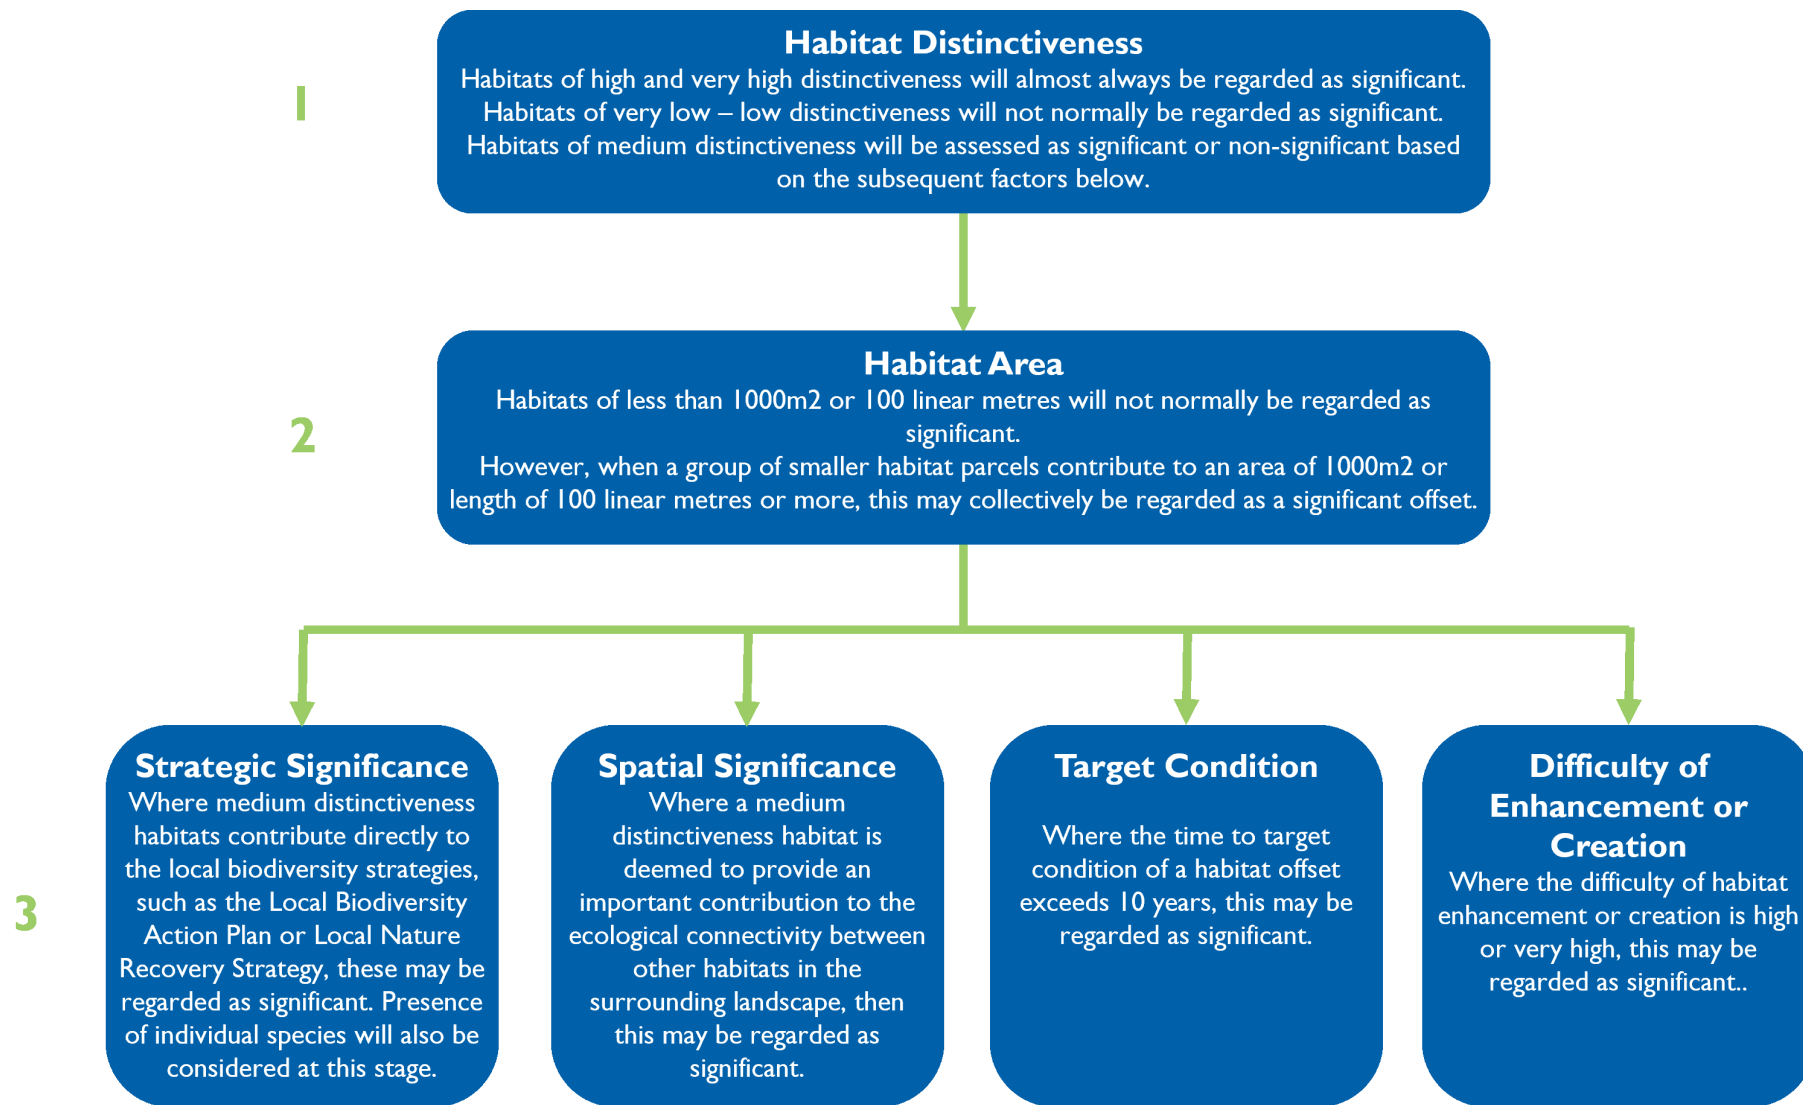 1
Habitat Distinctiveness
Habitats of high and very high distinctiveness will almost always be regarded as significant.
Habitats of very low – low distinctiveness will not normally be regarded as significant.
Habitats of medium distinctiveness will be assessed as significant or non-significant based
on the subsequent factors below.
2
Habitat Area
Habitats of less than 1000m2 or 100 linear metres will not normally be regarded as
significant.
However, when a group of smaller habitat parcels contribute to an area of 1000m2 or
length of 100 linear metres or more, this may collectively be regarded as a significant offset.
3
Strategic Significance
Where medium distinctiveness
habitats contribute directly to
the local biodiversity strategies,
such as the Local Biodiversity
Action Plan or Local Nature
Recovery Strategy, these may be
regarded as significant. Presence
of individual species will also be
considered at this stage.
Spatial Significance
Where a medium
distinctiveness habitat is
deemed to provide an
important contribution to the
ecological connectivity between
other habitats in the
surrounding landscape, then
this may be regarded as
significant.
Target Condition
Where the time to target
condition of a habitat offset
exceeds 10 years, this may be
regarded as significant.
Difficulty of
Enhancement or
Creation
Where the difficulty of habitat
enhancement or creation is high
or very high, this may be
regarded as significant..